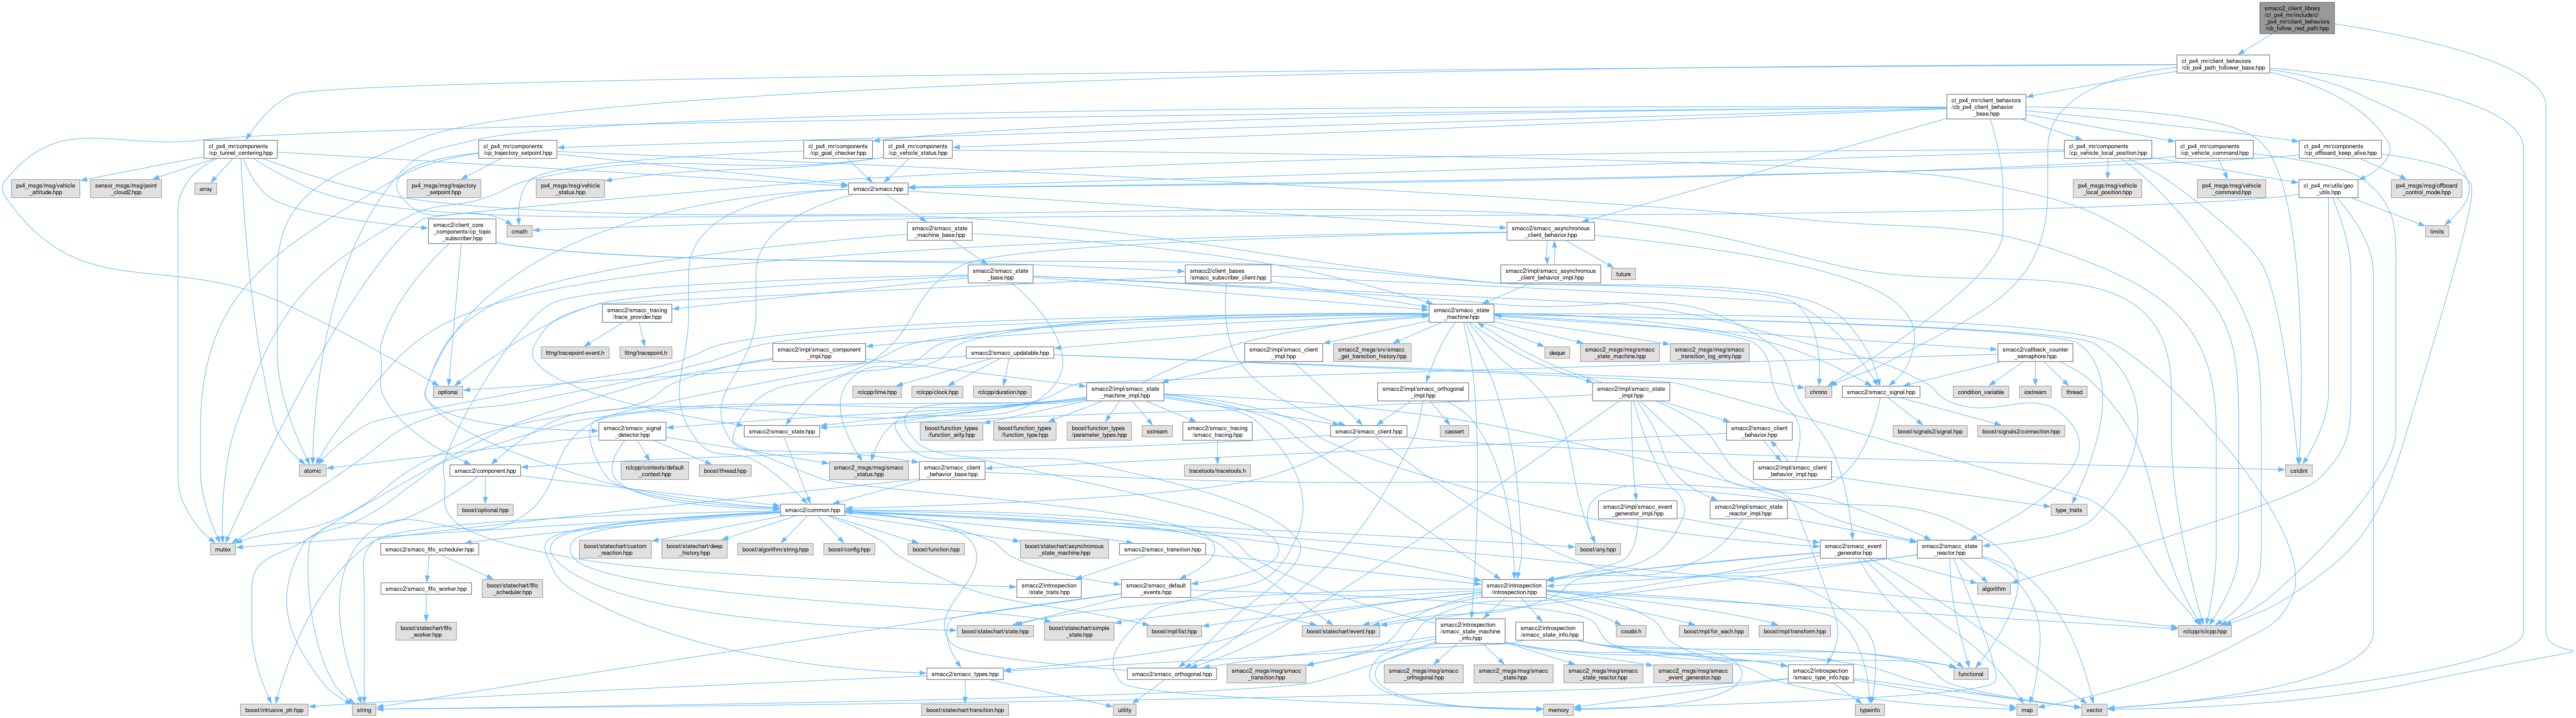 smacc2_client_library
/cl_px4_mr/include/cl
_px4_mr/client_behaviors
/cb_follow_ned_path.hpp
cl_px4_mr/client_behaviors
/cb_px4_path_follower_base.hpp
cl_px4_mr/client_behaviors
/cb_px4_client_behavior
_base.hpp
cl_px4_mr/components
/cp_tunnel_centering.hpp
cl_px4_mr/components
/cp_trajectory_setpoint.hpp
cl_px4_mr/components
/cp_goal_checker.hpp
cl_px4_mr/components
/cp_vehicle_status.hpp
cl_px4_mr/components
/cp_vehicle_local_position.hpp
cl_px4_mr/components
/cp_vehicle_command.hpp
cl_px4_mr/components
/cp_offboard_keep_alive.hpp
px4_msgs/msg/vehicle
_attitude.hpp
sensor_msgs/msg/point
_cloud2.hpp
array
px4_msgs/msg/trajectory
_setpoint.hpp
px4_msgs/msg/vehicle
_status.hpp
smacc2/smacc.hpp
px4_msgs/msg/vehicle
_local_position.hpp
px4_msgs/msg/vehicle
_command.hpp
cl_px4_mr/utils/geo
_utils.hpp
px4_msgs/msg/offboard
_control_mode.hpp
smacc2/client_core
_components/cp_topic
_subscriber.hpp
cmath
smacc2/smacc_state
_machine_base.hpp
smacc2/smacc_asynchronous
_client_behavior.hpp
limits
smacc2/smacc_state
_base.hpp
smacc2/client_bases
/smacc_subscriber_client.hpp
smacc2/impl/smacc_asynchronous
_client_behavior_impl.hpp
future
smacc2/smacc_tracing
/trace_provider.hpp
smacc2/smacc_state
_machine.hpp
lttng/tracepoint-event.h
lttng/tracepoint.h
smacc2/impl/smacc_component
_impl.hpp
smacc2/smacc_updatable.hpp
smacc2/impl/smacc_client
_impl.hpp
smacc2_msgs/srv/smacc
_get_transition_history.hpp
deque
smacc2_msgs/msg/smacc
_state_machine.hpp
smacc2_msgs/msg/smacc
_transition_log_entry.hpp
smacc2/callback_counter
_semaphore.hpp
optional
rclcpp/time.hpp
rclcpp/clock.hpp
rclcpp/duration.hpp
smacc2/impl/smacc_state
_machine_impl.hpp
smacc2/impl/smacc_orthogonal
_impl.hpp
smacc2/impl/smacc_state
_impl.hpp
chrono
smacc2/smacc_signal.hpp
condition_variable
iostream
thread
smacc2/smacc_signal
_detector.hpp
smacc2/smacc_state.hpp
boost/function_types
/function_arity.hpp
boost/function_types
/function_type.hpp
boost/function_types
/parameter_types.hpp
sstream
smacc2/smacc_tracing
/smacc_tracing.hpp
smacc2/smacc_client.hpp
cassert
smacc2/smacc_client
_behavior.hpp
boost/signals2/signal.hpp
boost/signals2/connection.hpp
atomic
smacc2/component.hpp
rclcpp/contexts/default
_context.hpp
boost/thread.hpp
smacc2_msgs/msg/smacc
_status.hpp
smacc2/smacc_client
_behavior_base.hpp
tracetools/tracetools.h
smacc2/impl/smacc_client
_behavior_impl.hpp
cstdint
boost/optional.hpp
smacc2/common.hpp
smacc2/impl/smacc_event
_generator_impl.hpp
smacc2/impl/smacc_state
_reactor_impl.hpp
type_traits
mutex
smacc2/smacc_fifo_scheduler.hpp
boost/statechart/custom
_reaction.hpp
boost/statechart/deep
_history.hpp
boost/algorithm/string.hpp
boost/config.hpp
boost/function.hpp
boost/statechart/asynchronous
_state_machine.hpp
smacc2/smacc_transition.hpp
boost/any.hpp
smacc2/smacc_event
_generator.hpp
smacc2/smacc_state
_reactor.hpp
smacc2/smacc_fifo_worker.hpp
boost/statechart/fifo
_scheduler.hpp
smacc2/introspection
/state_traits.hpp
smacc2/smacc_default
_events.hpp
smacc2/introspection
/introspection.hpp
algorithm
boost/statechart/fifo
_worker.hpp
boost/statechart/state.hpp
boost/statechart/simple
_state.hpp
boost/mpl/list.hpp
boost/statechart/event.hpp
smacc2/introspection
/smacc_state_machine
_info.hpp
smacc2/introspection
/smacc_state_info.hpp
cxxabi.h
boost/mpl/for_each.hpp
boost/mpl/transform.hpp
rclcpp/rclcpp.hpp
smacc2/smacc_types.hpp
smacc2/smacc_orthogonal.hpp
smacc2_msgs/msg/smacc
_transition.hpp
smacc2_msgs/msg/smacc
_orthogonal.hpp
smacc2_msgs/msg/smacc
_state.hpp
smacc2_msgs/msg/smacc
_state_reactor.hpp
smacc2_msgs/msg/smacc
_event_generator.hpp
smacc2/introspection
/smacc_type_info.hpp
functional
boost/intrusive_ptr.hpp
string
boost/statechart/transition.hpp
utility
memory
typeinfo
map
vector